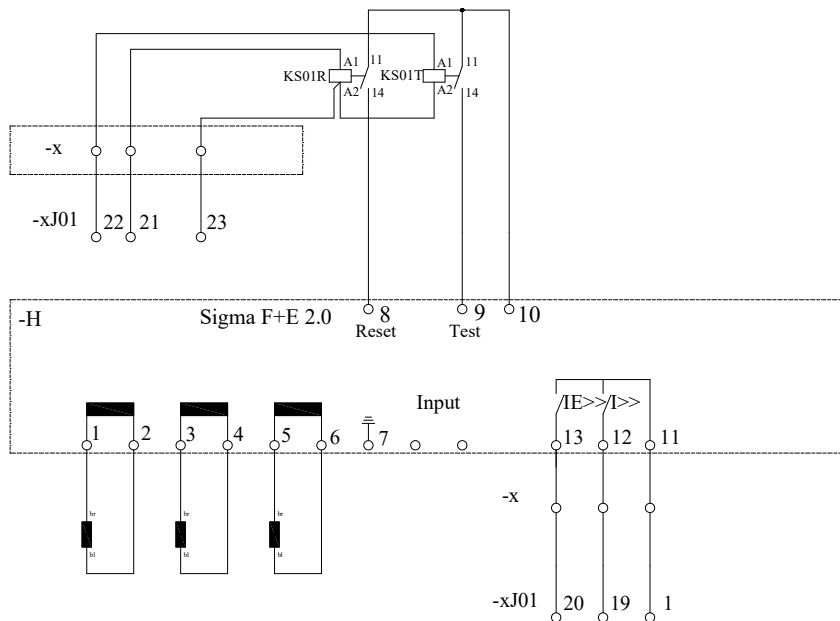 A1
11
KS01R
A2
14
A1
11
KS01T
A2
14
-x
-xJ01
22
21
23
-H
Sigma F+E 2.0
8
9
10
Reset
Test
Input
/IE>>
/I>>
1
2
3
4
5
6
7
13
12
11
br
bl
br
bl
br
bl
-x
-xJ01
20
19
1